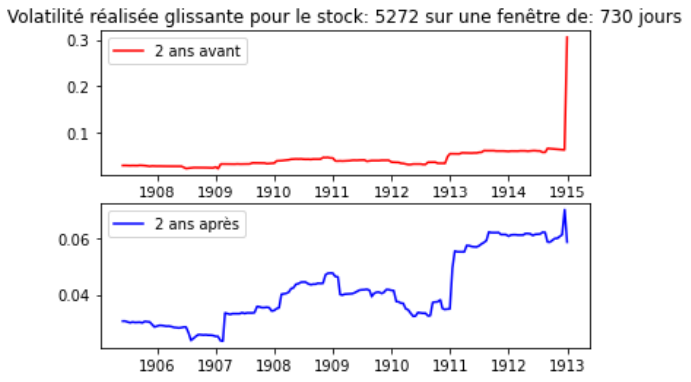 Volatilité réalisée glissante pour le stock: 5272 sur une fenêtre de: 730 jours
2 ans avant
0.3
0.2
0.1
1908 1909 1910 1911 1912 1913 1914 1915
2 ans après
0.06
0.04
1906 1907 1908 1909 1910 1911 1912 1913